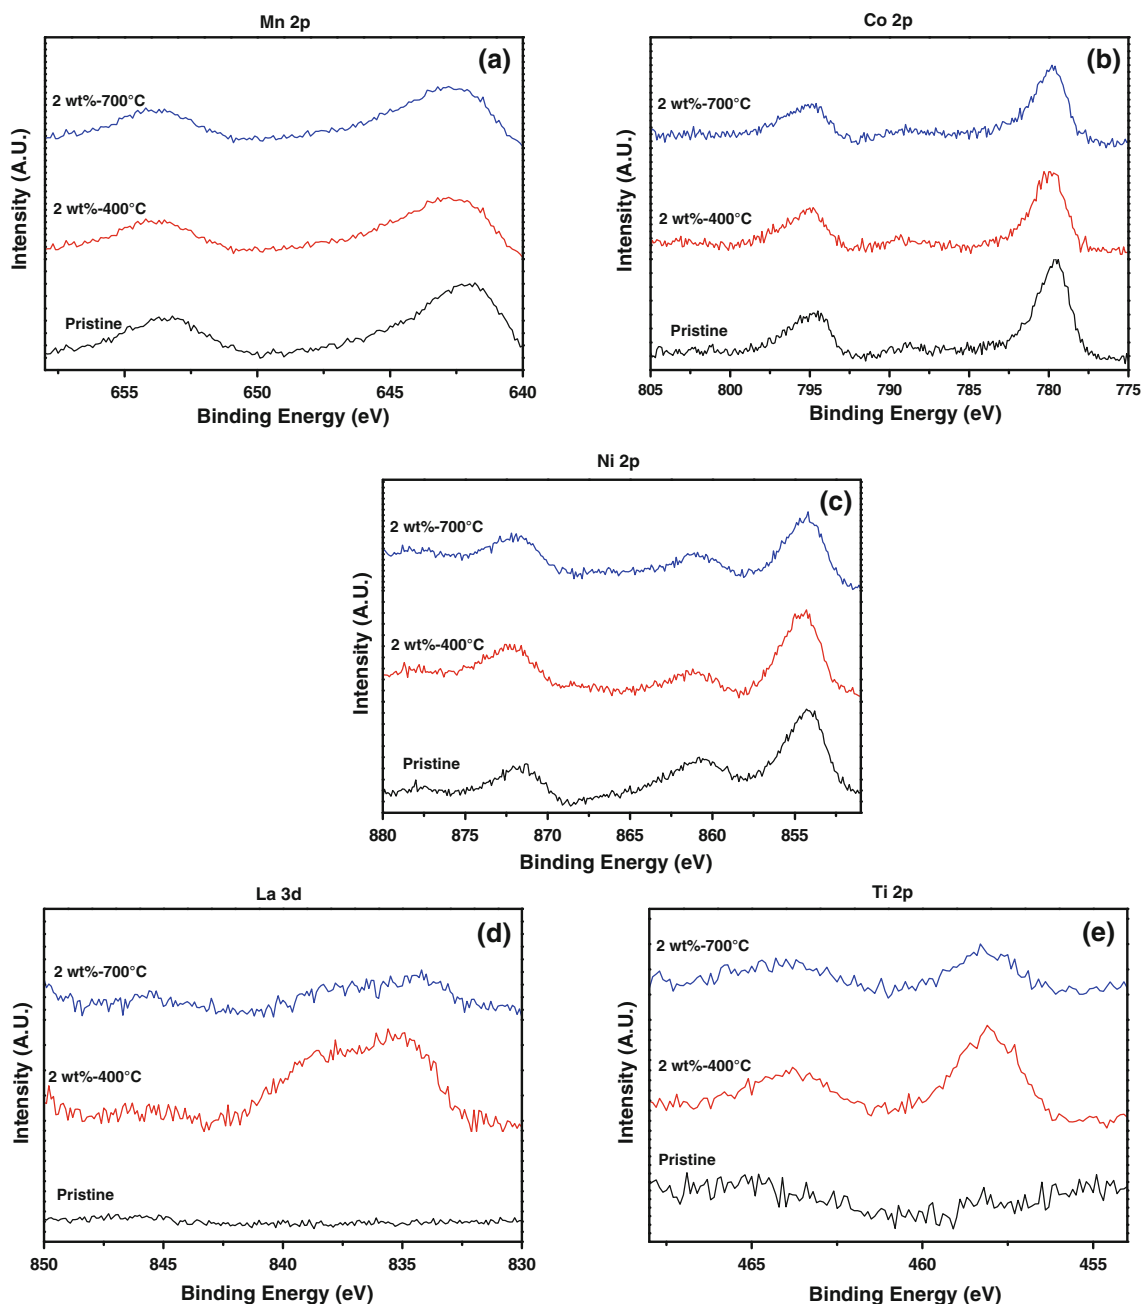 Mn 2p
(a)
2 wt%-700°C
2 wt%-400°C
Pristine
Intensity (A.U.)
655 650 645 640
Binding Energy (eV)
Co 2p
(b)
2 wt%-700°C
2 wt%-400°C
Pristine
Intensity (A.U.)
805 800 795 790 785 780 775
Binding Energy (eV)
Ni 2p
(c)
2 wt%-700°C
2 wt%-400°C
Pristine
Intensity (A.U.)
880 875 870 865 860 855
Binding Energy (eV)
La 3d
(d)
2 wt%-700°C
2 wt%-400°C
Pristine
Intensity (A.U.)
850 845 840 835 830
Binding Energy (eV)
Ti 2p
(e)
2 wt%-700°C
2 wt%-400°C
Pristine
Intensity (A.U.)
465 460 455
Binding Energy (eV)